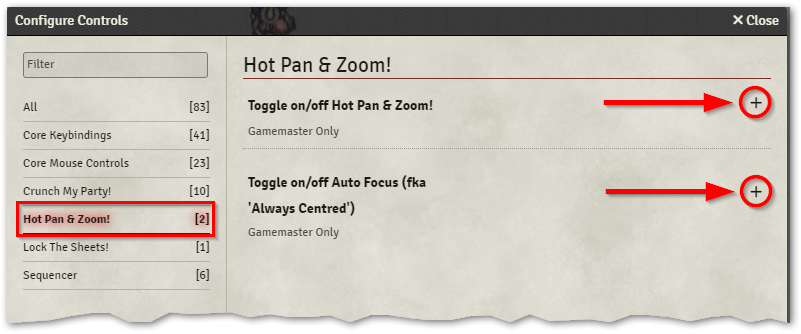 Configure Controls
✕ Close
Filter
All [83]
Core Keybindings [41]
Core Mouse Controls [23]
Crunch My Party! [10]
Hot Pan & Zoom! [2]
Lock The Sheets! [1]
Sequencer [6]
Hot Pan & Zoom!
Toggle on/off Hot Pan & Zoom! +
Gamemaster Only
Toggle on/off Auto Focus (fka +
'Always Centred')
Gamemaster Only